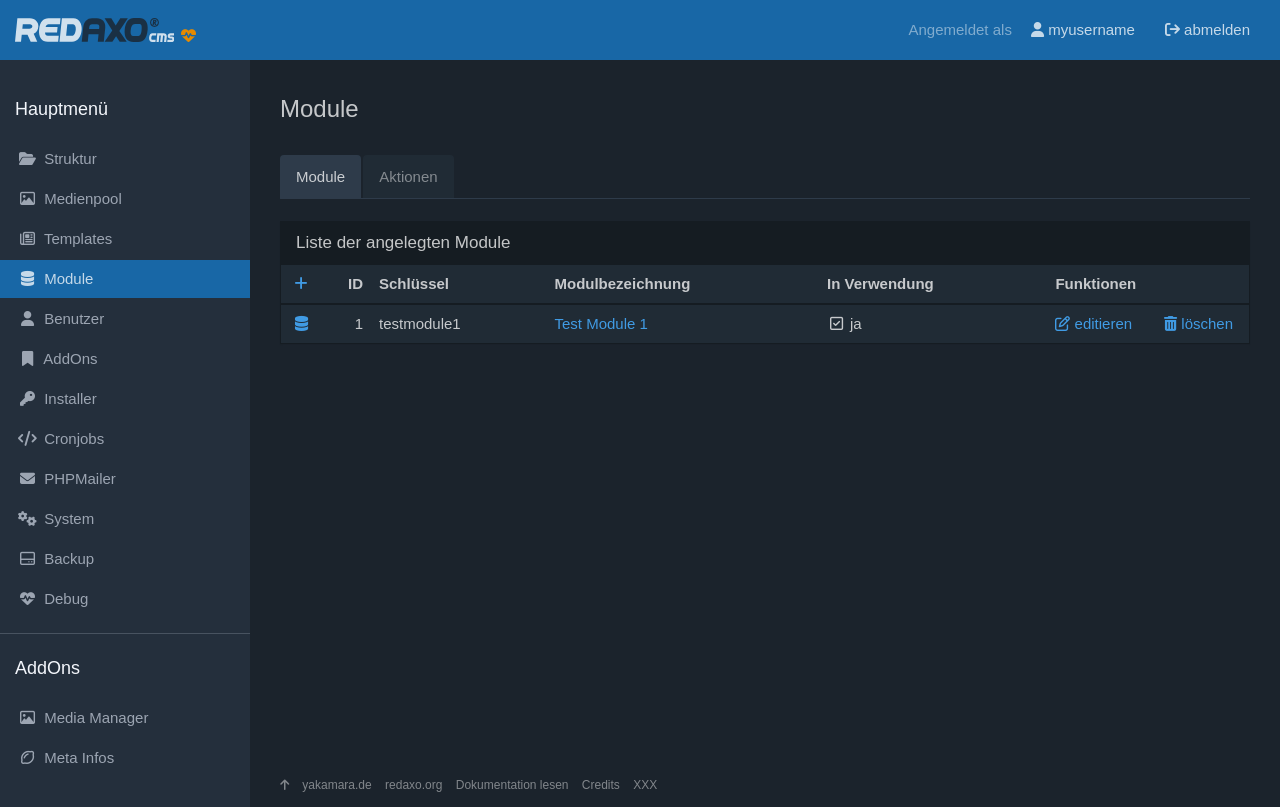 REDAXO® cms
Angemeldet als myusername abmelden
Hauptmenü
Struktur
Medienpool
Templates
Module
Benutzer
AddOns
Installer
Cronjobs
PHPMailer
System
Backup
Debug
AddOns
Media Manager
Meta Infos
Module
Module Aktionen
Liste der angelegten Module
ID Schlüssel Modulbezeichnung In Verwendung Funktionen
1 testmodule1 Test Module 1 ja editieren löschen
yakamara.de redaxo.org Dokumentation lesen Credits XXX